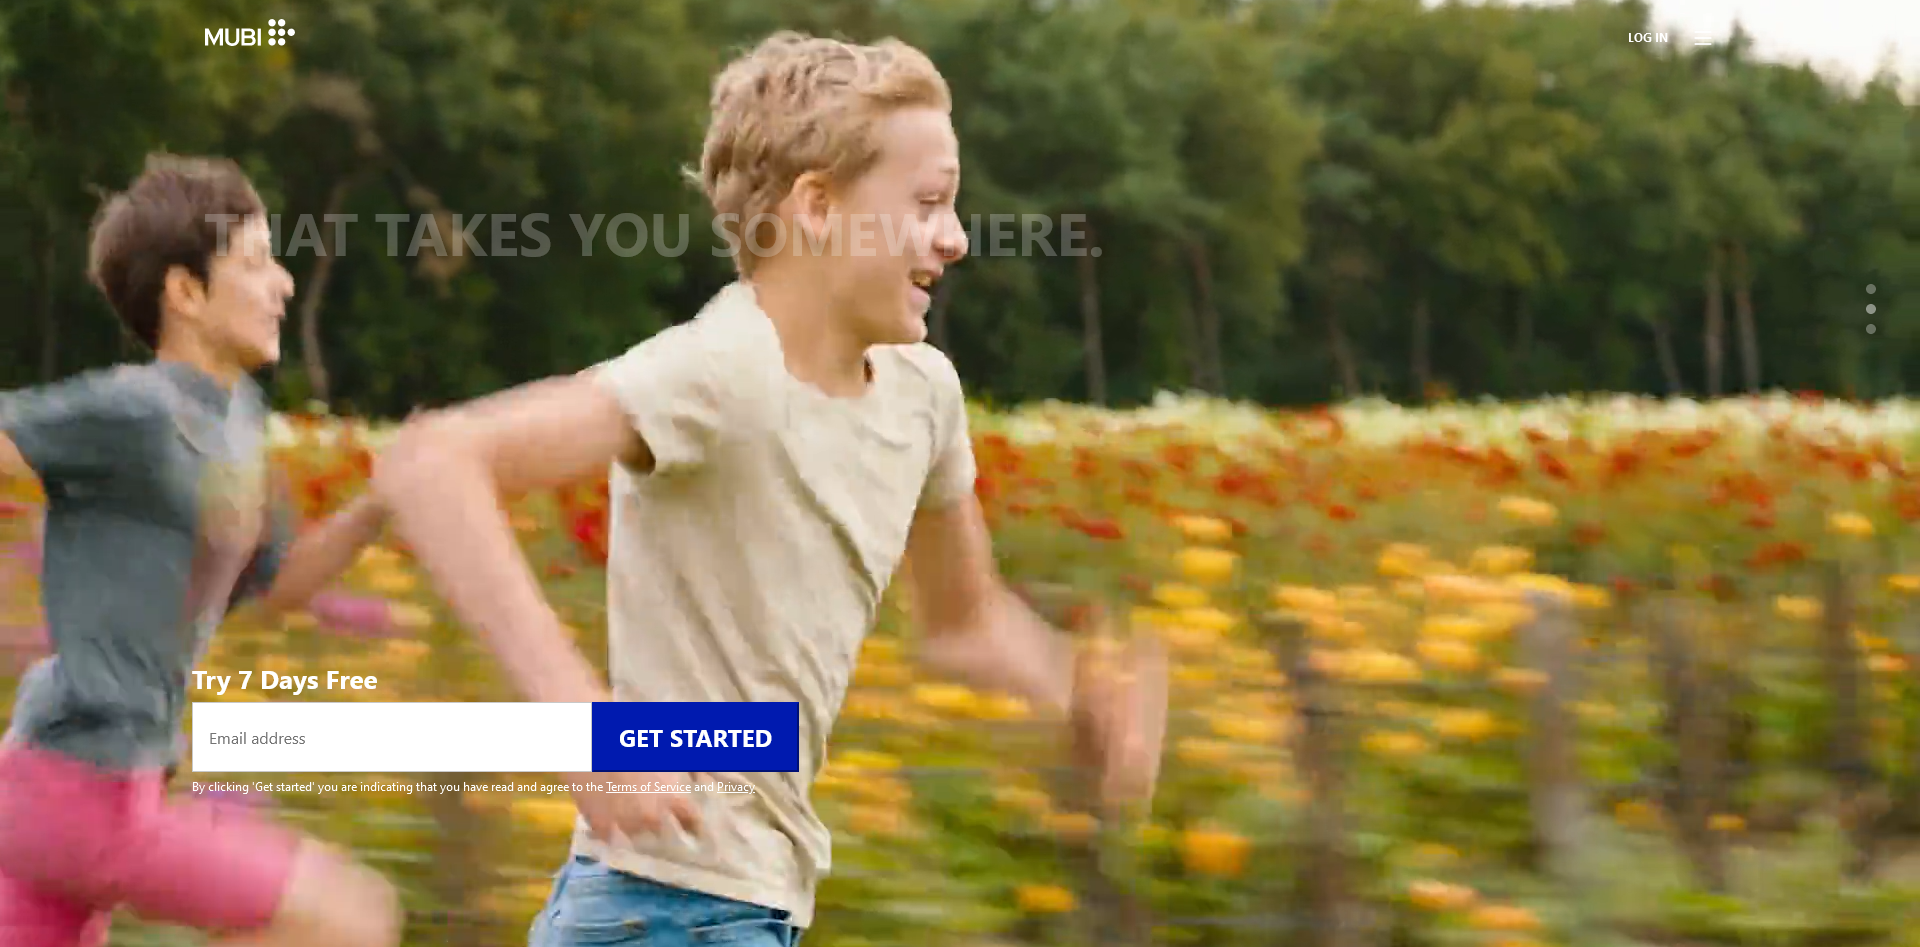 MUBI
LOG IN
THAT TAKES YOU SOMEWHERE.
Try 7 Days Free
Email address
GET STARTED
By clicking 'Get started' you are indicating that you have read and agree to the Terms of Service and Privacy.